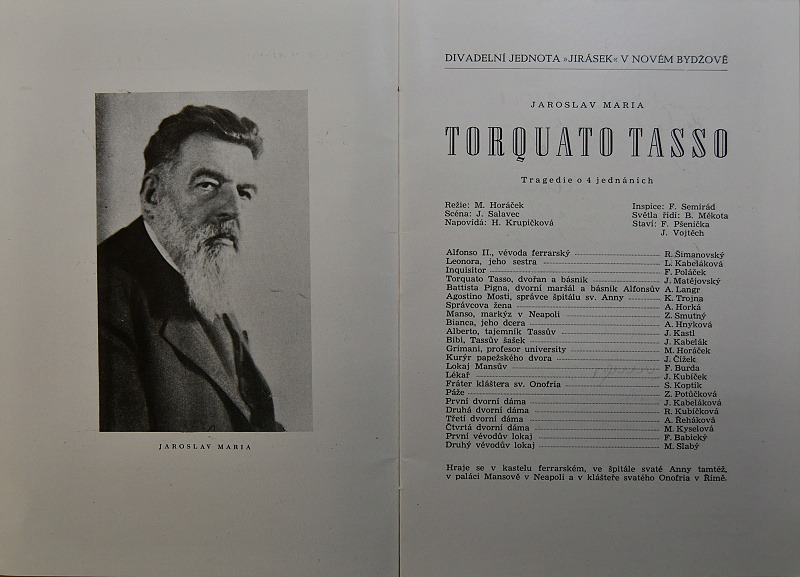 JAROSLAV MARIA
DIVADELNÍ JEDNOTA »JIRÁSEK« V NOVÉM BYDŽOVĚ
JAROSLAV MARIA
TORQUATO TASSO
Tragedie o 4 jednáních
Režie: M. Horáček
Scéna: J. Salavec
Napovídá: H. Krupičková
Inspice: F. Semirád
Světla řídí: B. Měkota
Staví: F. Pšenička
J. Vojtěch
Alfonso II., vévoda ferrarský R. Šimanovský
Leonora, jeho sestra L. Kabeláková
Inquisitor F. Poláček
Torquato Tasso, dvořan a básník J. Matějovský
Battista Pigna, dvorní maršál a básník Alfonsův A. Langr
Agostino Mosti, správce špitálu sv. Anny K. Trojna
Správcova žena A. Horká
Manso, markýz v Neapoli Z. Smutný
Bianca, jeho dcera A. Hnyková
Alberto, tajemník Tassův J. Kastl
Bibi, Tassův šašek J. Kabelák
Grimani, profesor university M. Horáček
Kurýr papežského dvora J. Čížek
Lokaj Mansův F. Burda
Lékař J. Kubíček
Fráter kláštera sv. Onofria S. Koptík
Páže Z. Potůčková
První dvorní dáma J. Kabeláková
Druhá dvorní dáma R. Kubíčková
Třetí dvorní dáma A. Řeháková
Čtvrtá dvorní dáma M. Kyselová
První vévodův lokaj F. Babický
Druhý vévodův lokaj M. Slabý
Hraje se v kastelu ferrarském, ve špitále svaté Anny tamtéž,
v paláci Mansově v Neapoli a v klášteře svatého Onofria v Římě.